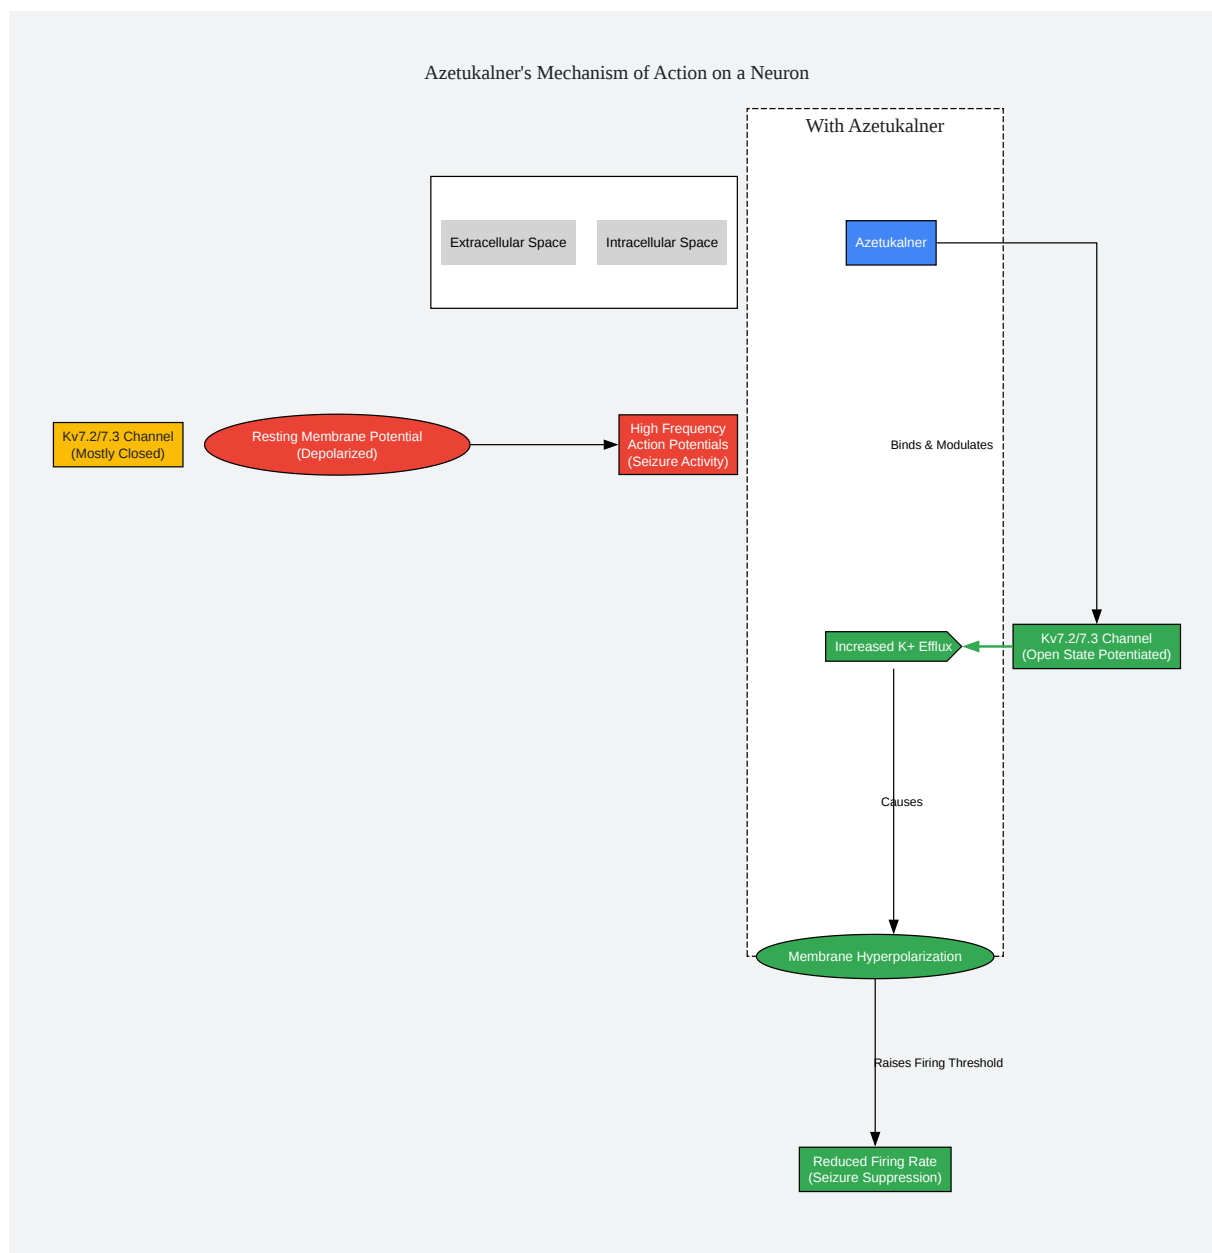 Azetukalner's Mechanism of Action on a Neuron
With Azetukalner
Extracellular Space
Intracellular Space
Azetukalner
Kv7.2/7.3 Channel
(Mostly Closed)
Resting Membrane Potential
(Depolarized)
High Frequency
Action Potentials
(Seizure Activity)
Binds & Modulates
Increased K+ Efflux
Kv7.2/7.3 Channel
(Open State Potentiated)
Causes
Membrane Hyperpolarization
Raises Firing Threshold
Reduced Firing Rate
(Seizure Suppression)